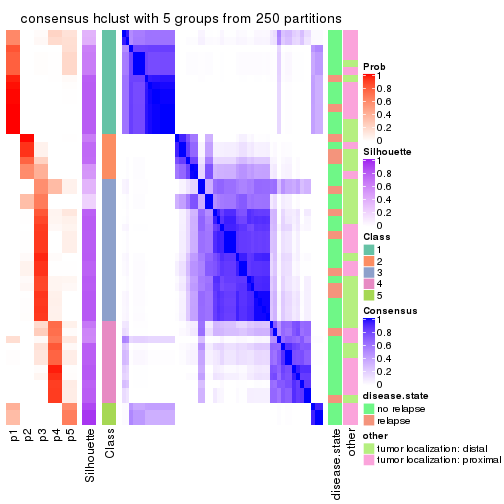 consensus hclust with 5 groups from 250 partitions
Prob
1
0.8
0.6
0.4
0.2
0
Silhouette
1
0.8
0.6
0.4
0.2
0
Class
1
2
3
4
5
Consensus
1
0.8
0.6
0.4
0.2
0
disease.state
no relapse
relapse
other
tumor localization: distal
tumor localization: proximal
p1
p2
p3
p4
p5
Silhouette
Class
disease.state
other